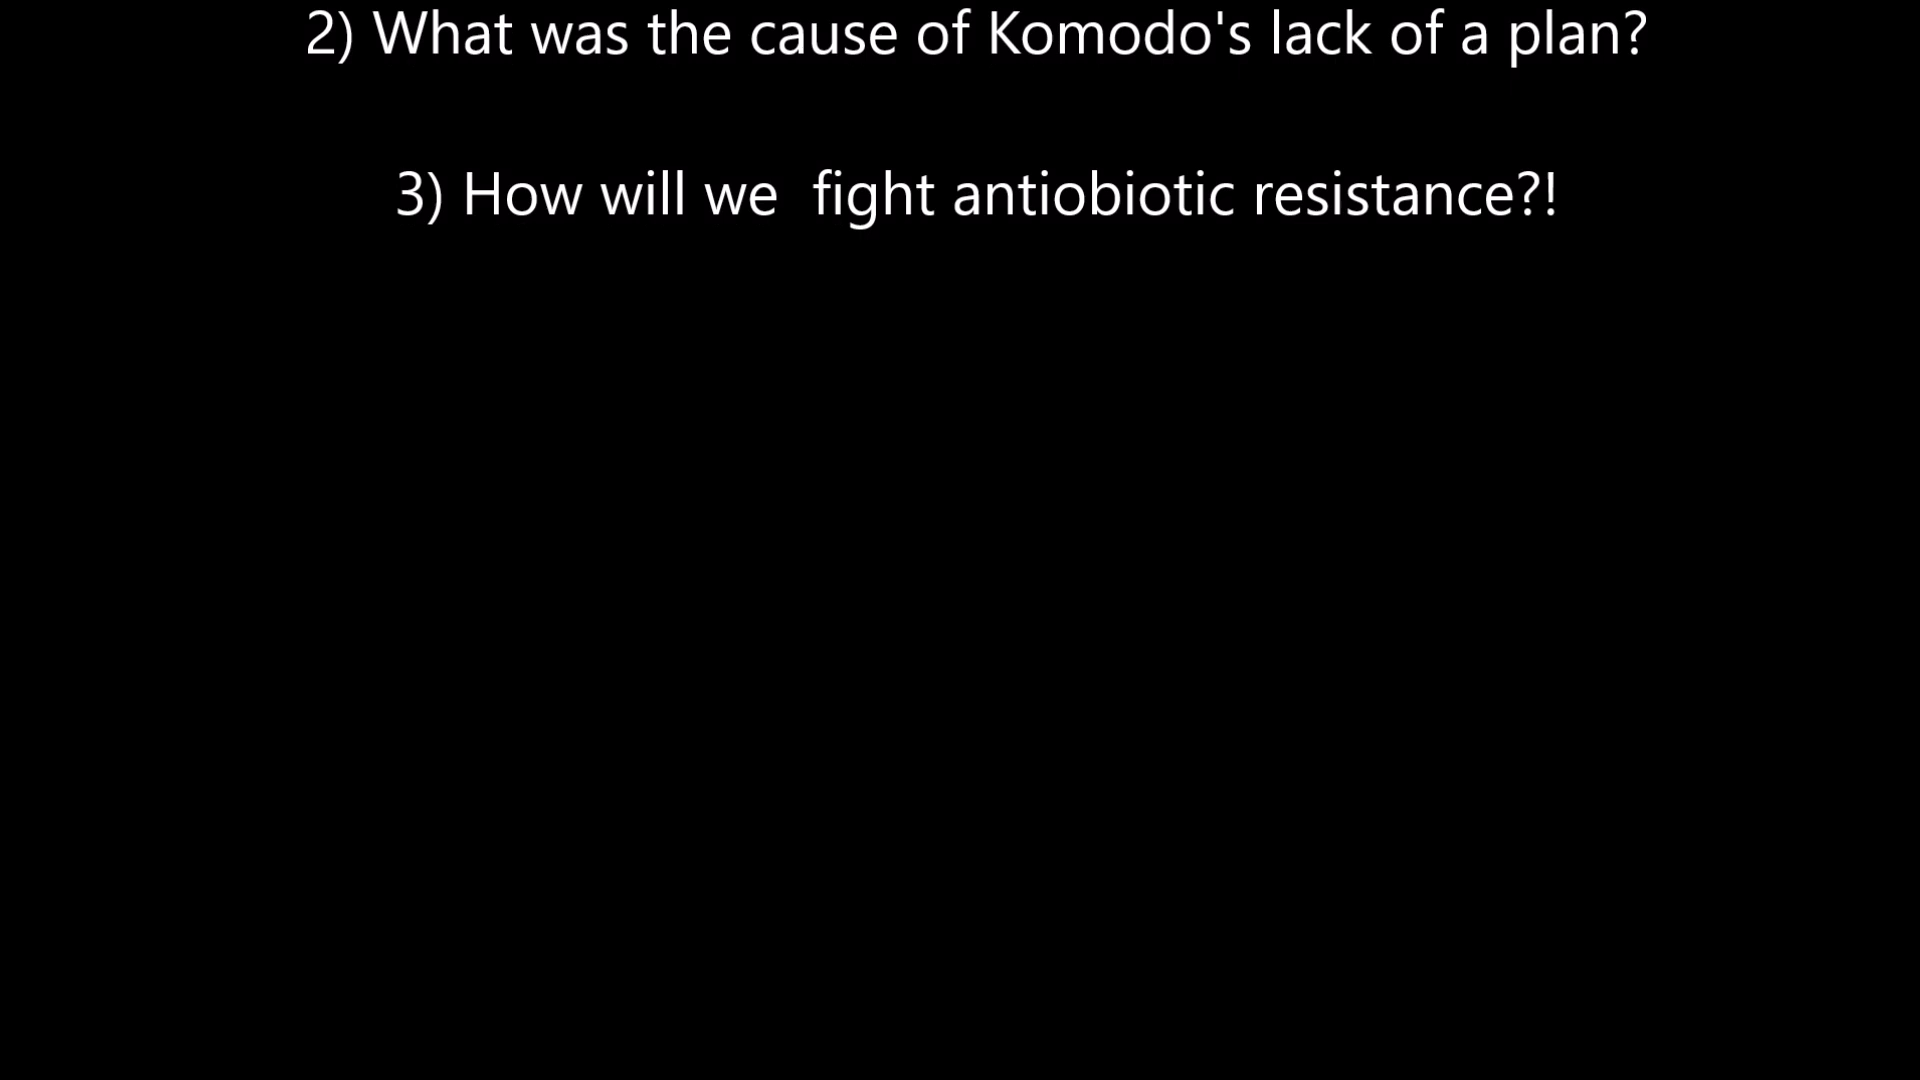 2) What was the cause of Komodo's lack of a plan?
3) How will we  fight antiobiotic resistance?!